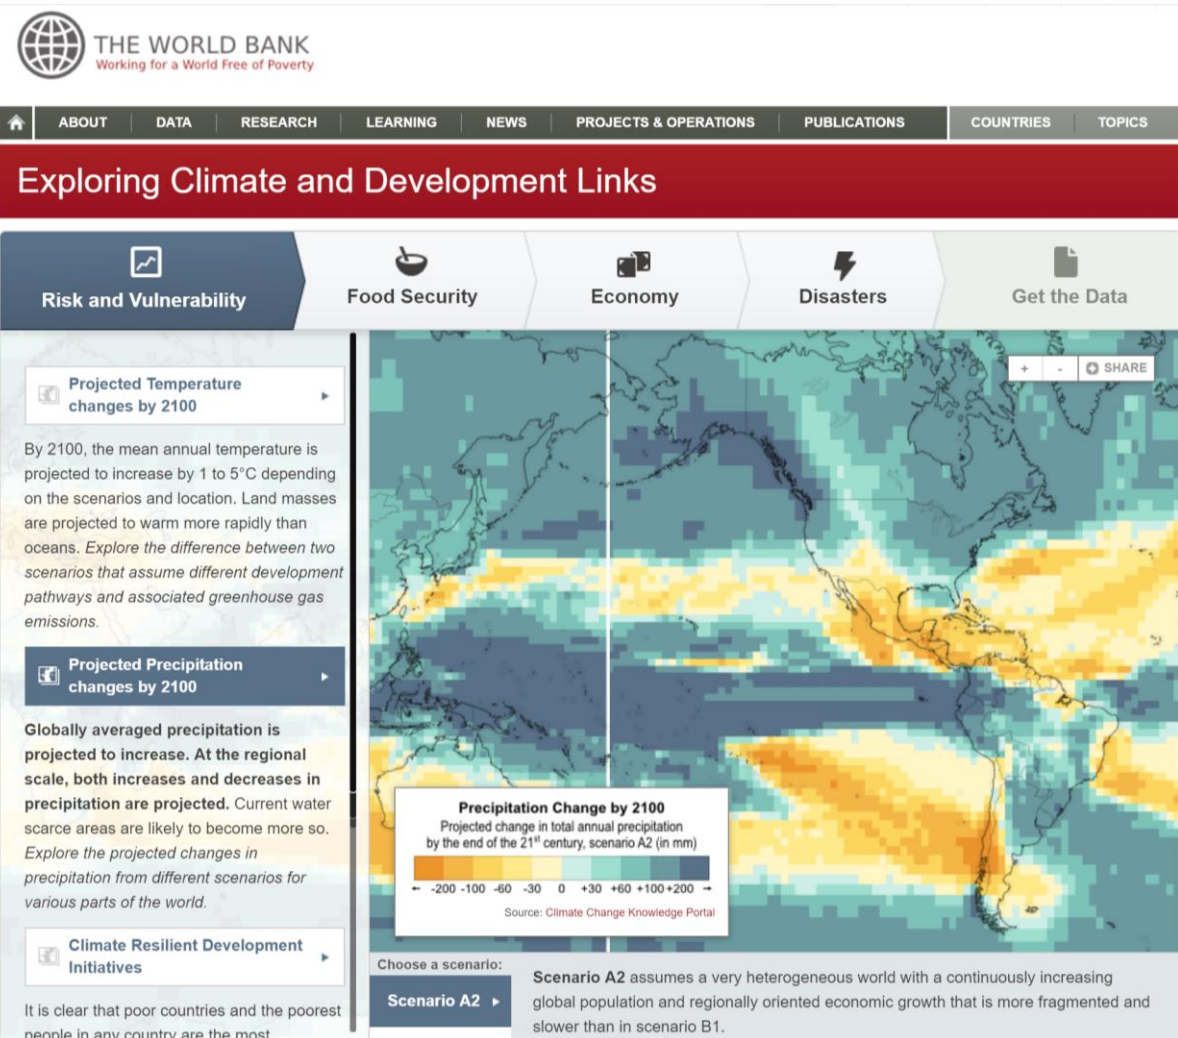 THE WORLD BANK
Working for a World Free of Poverty
ABOUT DATA RESEARCH LEARNING NEWS PROJECTS & OPERATIONS PUBLICATIONS COUNTRIES TOPICS
Exploring Climate and Development Links
Risk and Vulnerability
Food Security
Economy
Disasters
Get the Data
Projected Temperature
changes by 2100
By 2100, the mean annual temperature is
projected to increase by 1 to 5°C depending
on the scenarios and location. Land masses
are projected to warm more rapidly than
oceans. Explore the difference between two
scenarios that assume different development
pathways and associated greenhouse gas
emissions.
Projected Precipitation
changes by 2100
Globally averaged precipitation is
projected to increase. At the regional
scale, both increases and decreases in
precipitation are projected. Current water
scarce areas are likely to become more so.
Explore the projected changes in
precipitation from different scenarios for
various parts of the world.
Climate Resilient Development
Initiatives
It is clear that poor countries and the poorest
people in any country are the most
+ - SHARE
Precipitation Change by 2100
Projected change in total annual precipitation
by the end of the 21st century, scenario A2 (in mm)
-200 -100 -60 -30 0 +30 +60 +100 +200
Source: Climate Change Knowledge Portal
Choose a scenario:
Scenario A2
Scenario A2 assumes a very heterogeneous world with a continuously increasing
global population and regionally oriented economic growth that is more fragmented and
slower than in scenario B1.